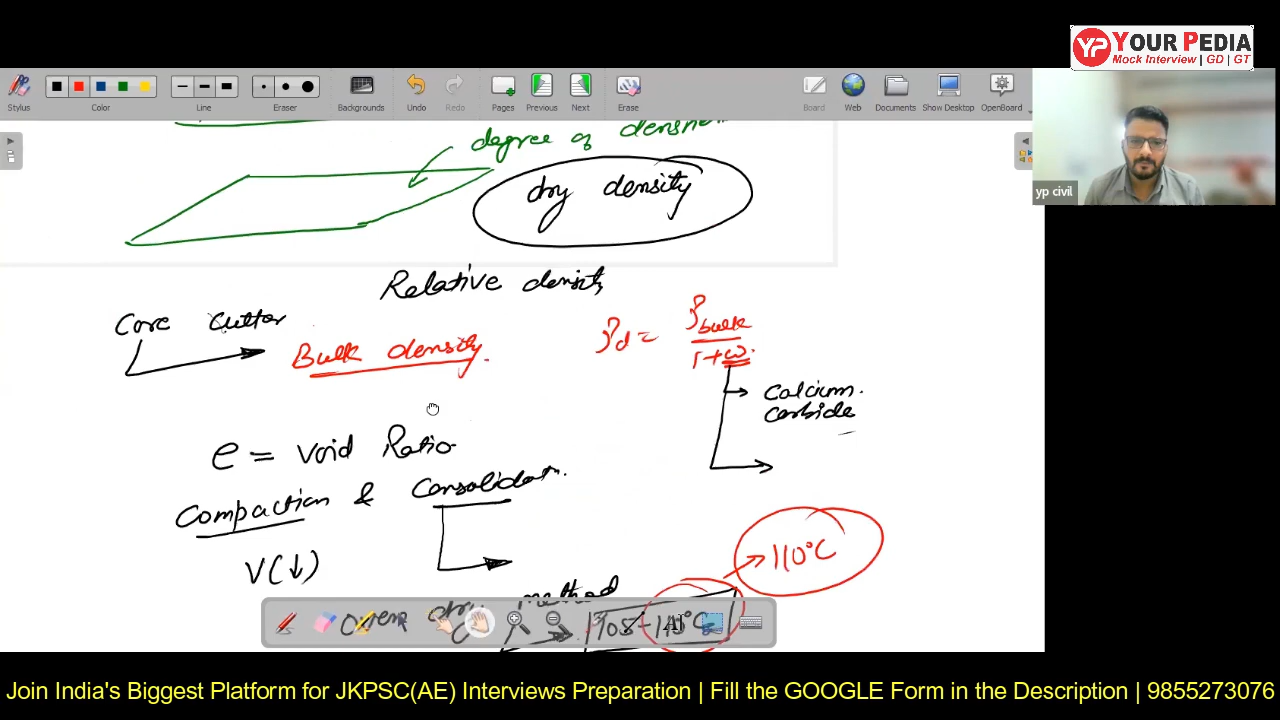 YOUR PEDIA
Mock Interview | GD | GT
Stylus
Color
Line
Eraser
Backgrounds
Undo
Redo
Pages
Previous
Next
Erase
Board
Web
Documents
Show Desktop
OpenBoard
yp civil
degree of
dry density
Relative density
Core Cutter
Bulk density.
ρd = ρbulk / 1+ω.
Calcium.
Carbide
e = void Ratio
Compaction &
V(↓)
110°C
method
105-110°C
Join India's Biggest Platform for JKPSC(AE) Interviews Preparation | Fill the GOOGLE Form in the Description | 9855273076